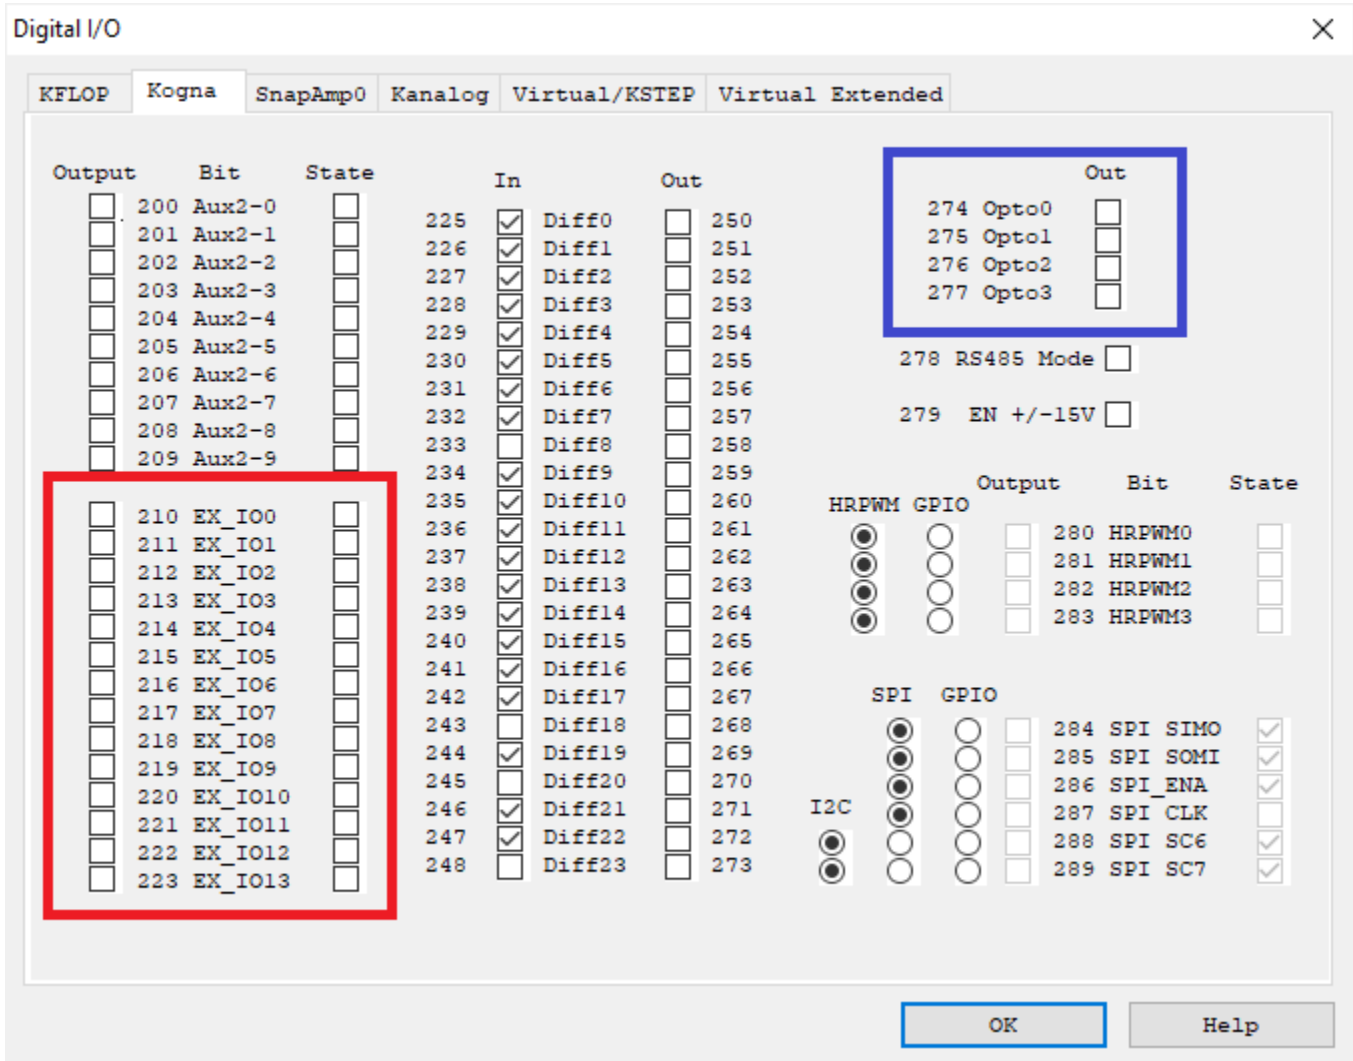 Digital I/O
KFLOP Kogna SnapAmp0 Kanalog Virtual/KSTEP Virtual Extended
Output Bit State
200 Aux2-0
201 Aux2-1
202 Aux2-2
203 Aux2-3
204 Aux2-4
205 Aux2-5
206 Aux2-6
207 Aux2-7
208 Aux2-8
209 Aux2-9
210 EX_IO0
211 EX_IO1
212 EX_IO2
213 EX_IO3
214 EX_IO4
215 EX_IO5
216 EX_IO6
217 EX_IO7
218 EX_IO8
219 EX_IO9
220 EX_IO10
221 EX_IO11
222 EX_IO12
223 EX_IO13
In Out
225 Diff0 250
226 Diff1 251
227 Diff2 252
228 Diff3 253
229 Diff4 254
230 Diff5 255
231 Diff6 256
232 Diff7 257
233 Diff8 258
234 Diff9 259
235 Diff10 260
236 Diff11 261
237 Diff12 262
238 Diff13 263
239 Diff14 264
240 Diff15 265
241 Diff16 266
242 Diff17 267
243 Diff18 268
244 Diff19 269
245 Diff20 270
246 Diff21 271
247 Diff22 272
248 Diff23 273
Out
274 Opto0
275 Opto1
276 Opto2
277 Opto3
278 RS485 Mode
279 EN +/-15V
Output Bit State
HRPWM GPIO
280 HRPWM0
281 HRPWM1
282 HRPWM2
283 HRPWM3
SPI GPIO
284 SPI SIMO
285 SPI SOMI
286 SPI_ENA
I2C 287 SPI CLK
288 SPI SC6
289 SPI SC7
OK Help